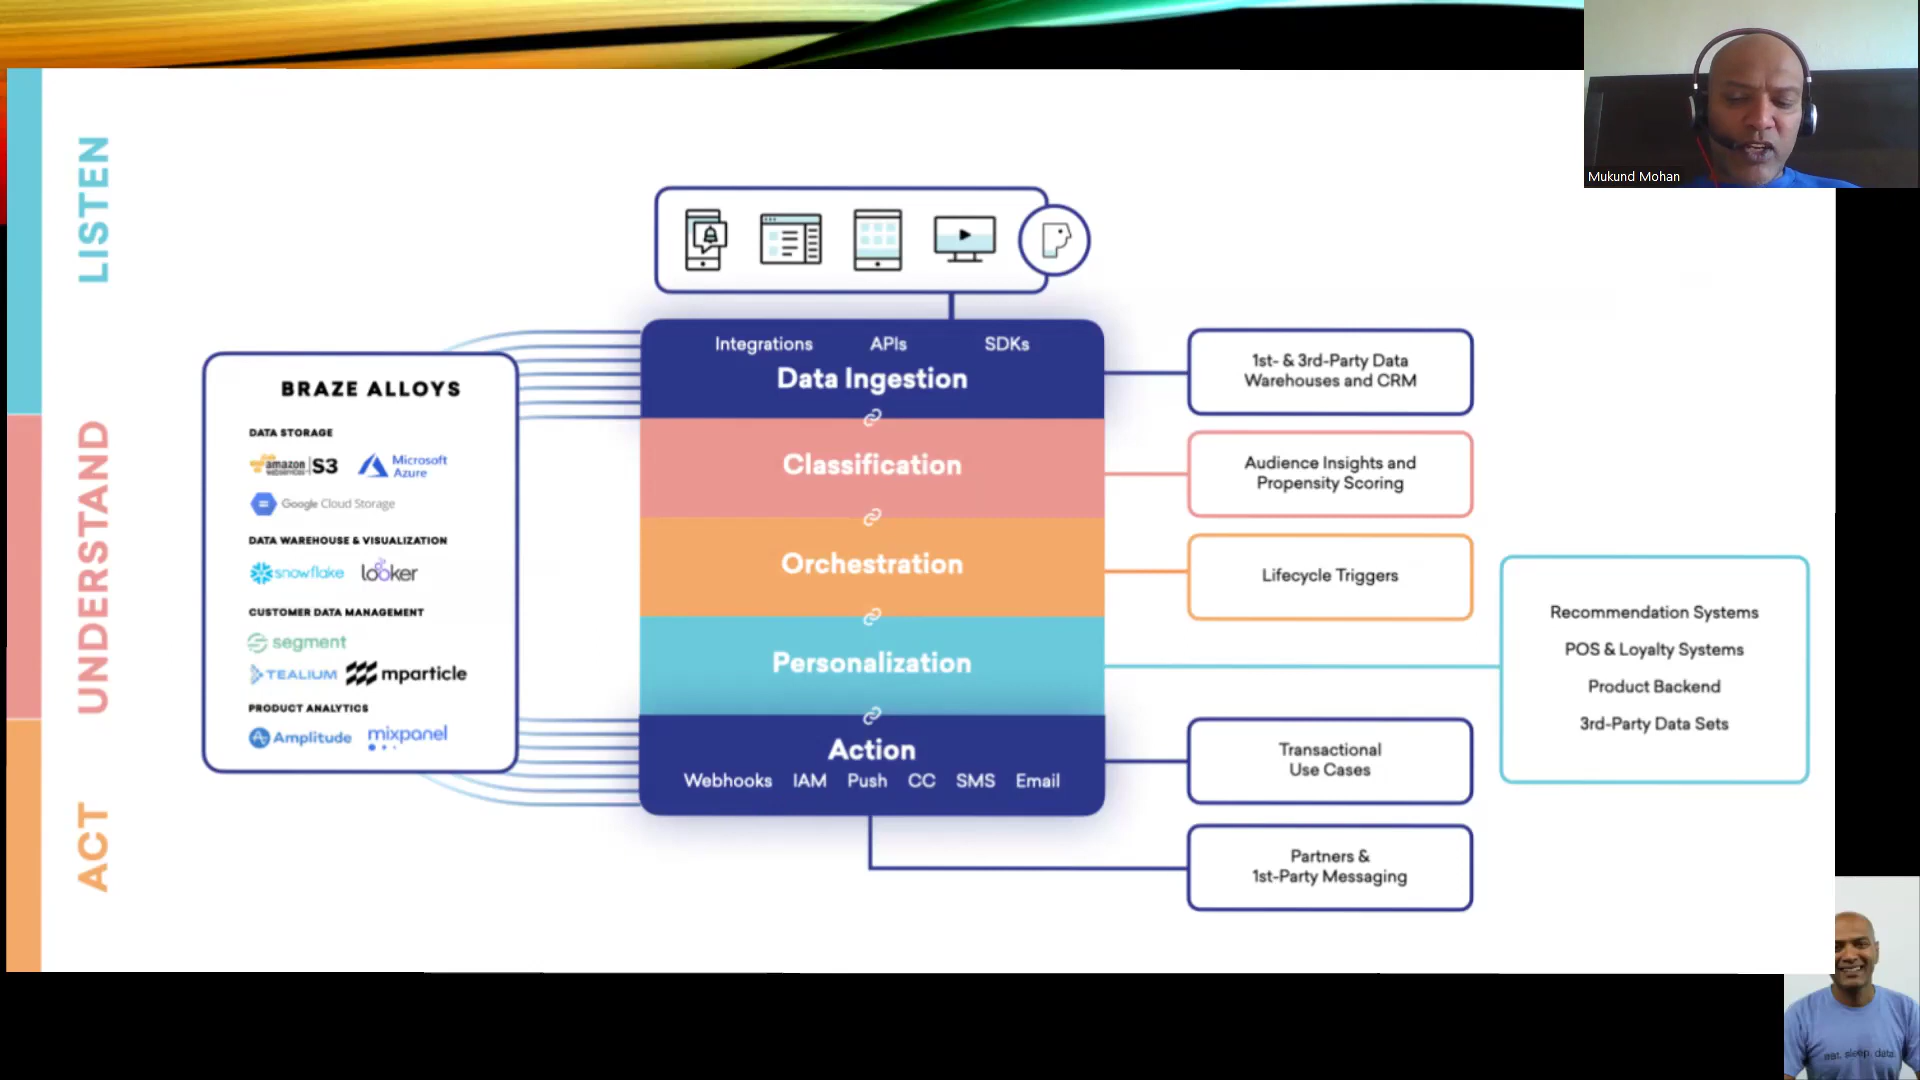 Mukund Mohan
LISTEN
UNDERSTAND
ACT
BRAZE ALLOYS
DATA STORAGE
amazon
webservices
S3
Microsoft
Azure
Google Cloud Storage
DATA WAREHOUSE & VISUALIZATION
snowflake
looker
CUSTOMER DATA MANAGEMENT
segment
TEALIUM
mparticle
PRODUCT ANALYTICS
Amplitude
mixpanel
Integrations APIs SDKs
Data Ingestion
Classification
Orchestration
Personalization
Action
Webhooks IAM Push CC SMS Email
1st- & 3rd-Party Data
Warehouses and CRM
Audience Insights and
Propensity Scoring
Lifecycle Triggers
Recommendation Systems
POS & Loyalty Systems
Product Backend
3rd-Party Data Sets
Transactional
Use Cases
Partners &
1st-Party Messaging
eat. sleep. data.